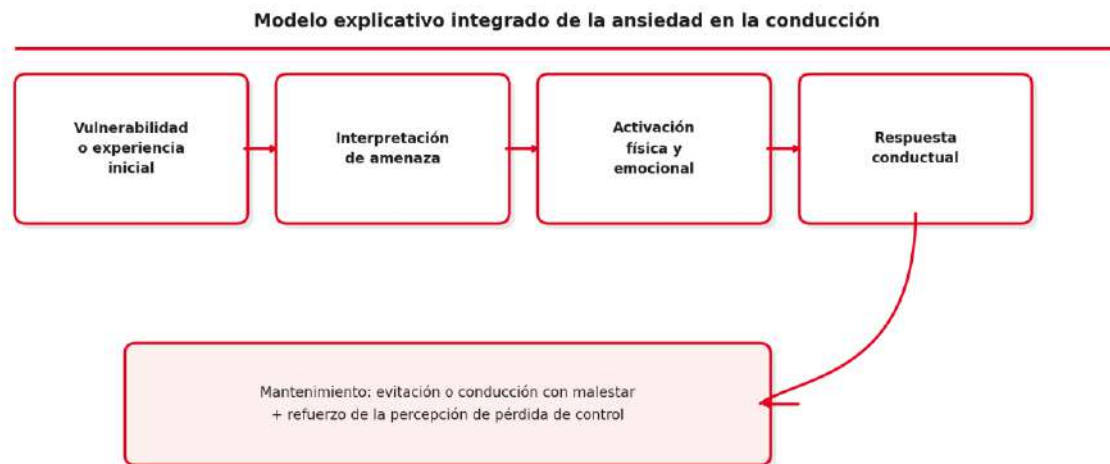 Modelo explicativo integrado de la ansiedad en la conducción
Vulnerabilidad
o experiencia
inicial
Interpretación
de amenaza
Activación
física y
emocional
Respuesta
conductual
Mantenimiento: evitación o conducción con malestar
+ refuerzo de la percepción de pérdida de control